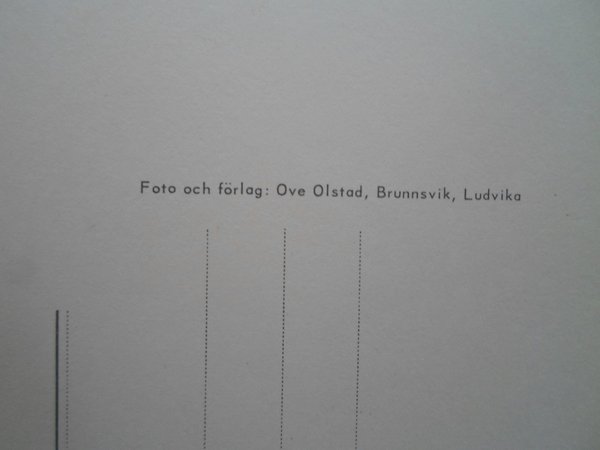 Foto och förlag: Ove Olstad, Brunnsvik, Ludvika